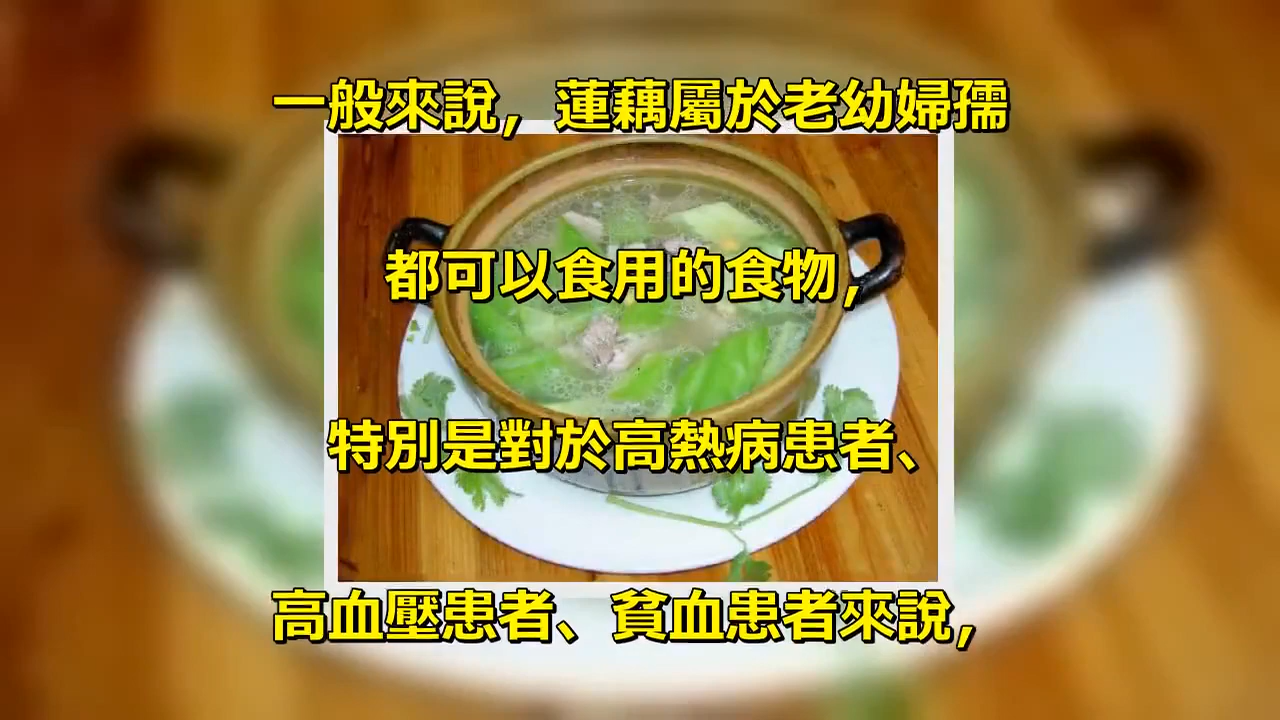 一般來說，蓮藕屬於老幼婦孺
都可以食用的食物，
特別是對於高熱病患者、
高血壓患者、貧血患者來說，